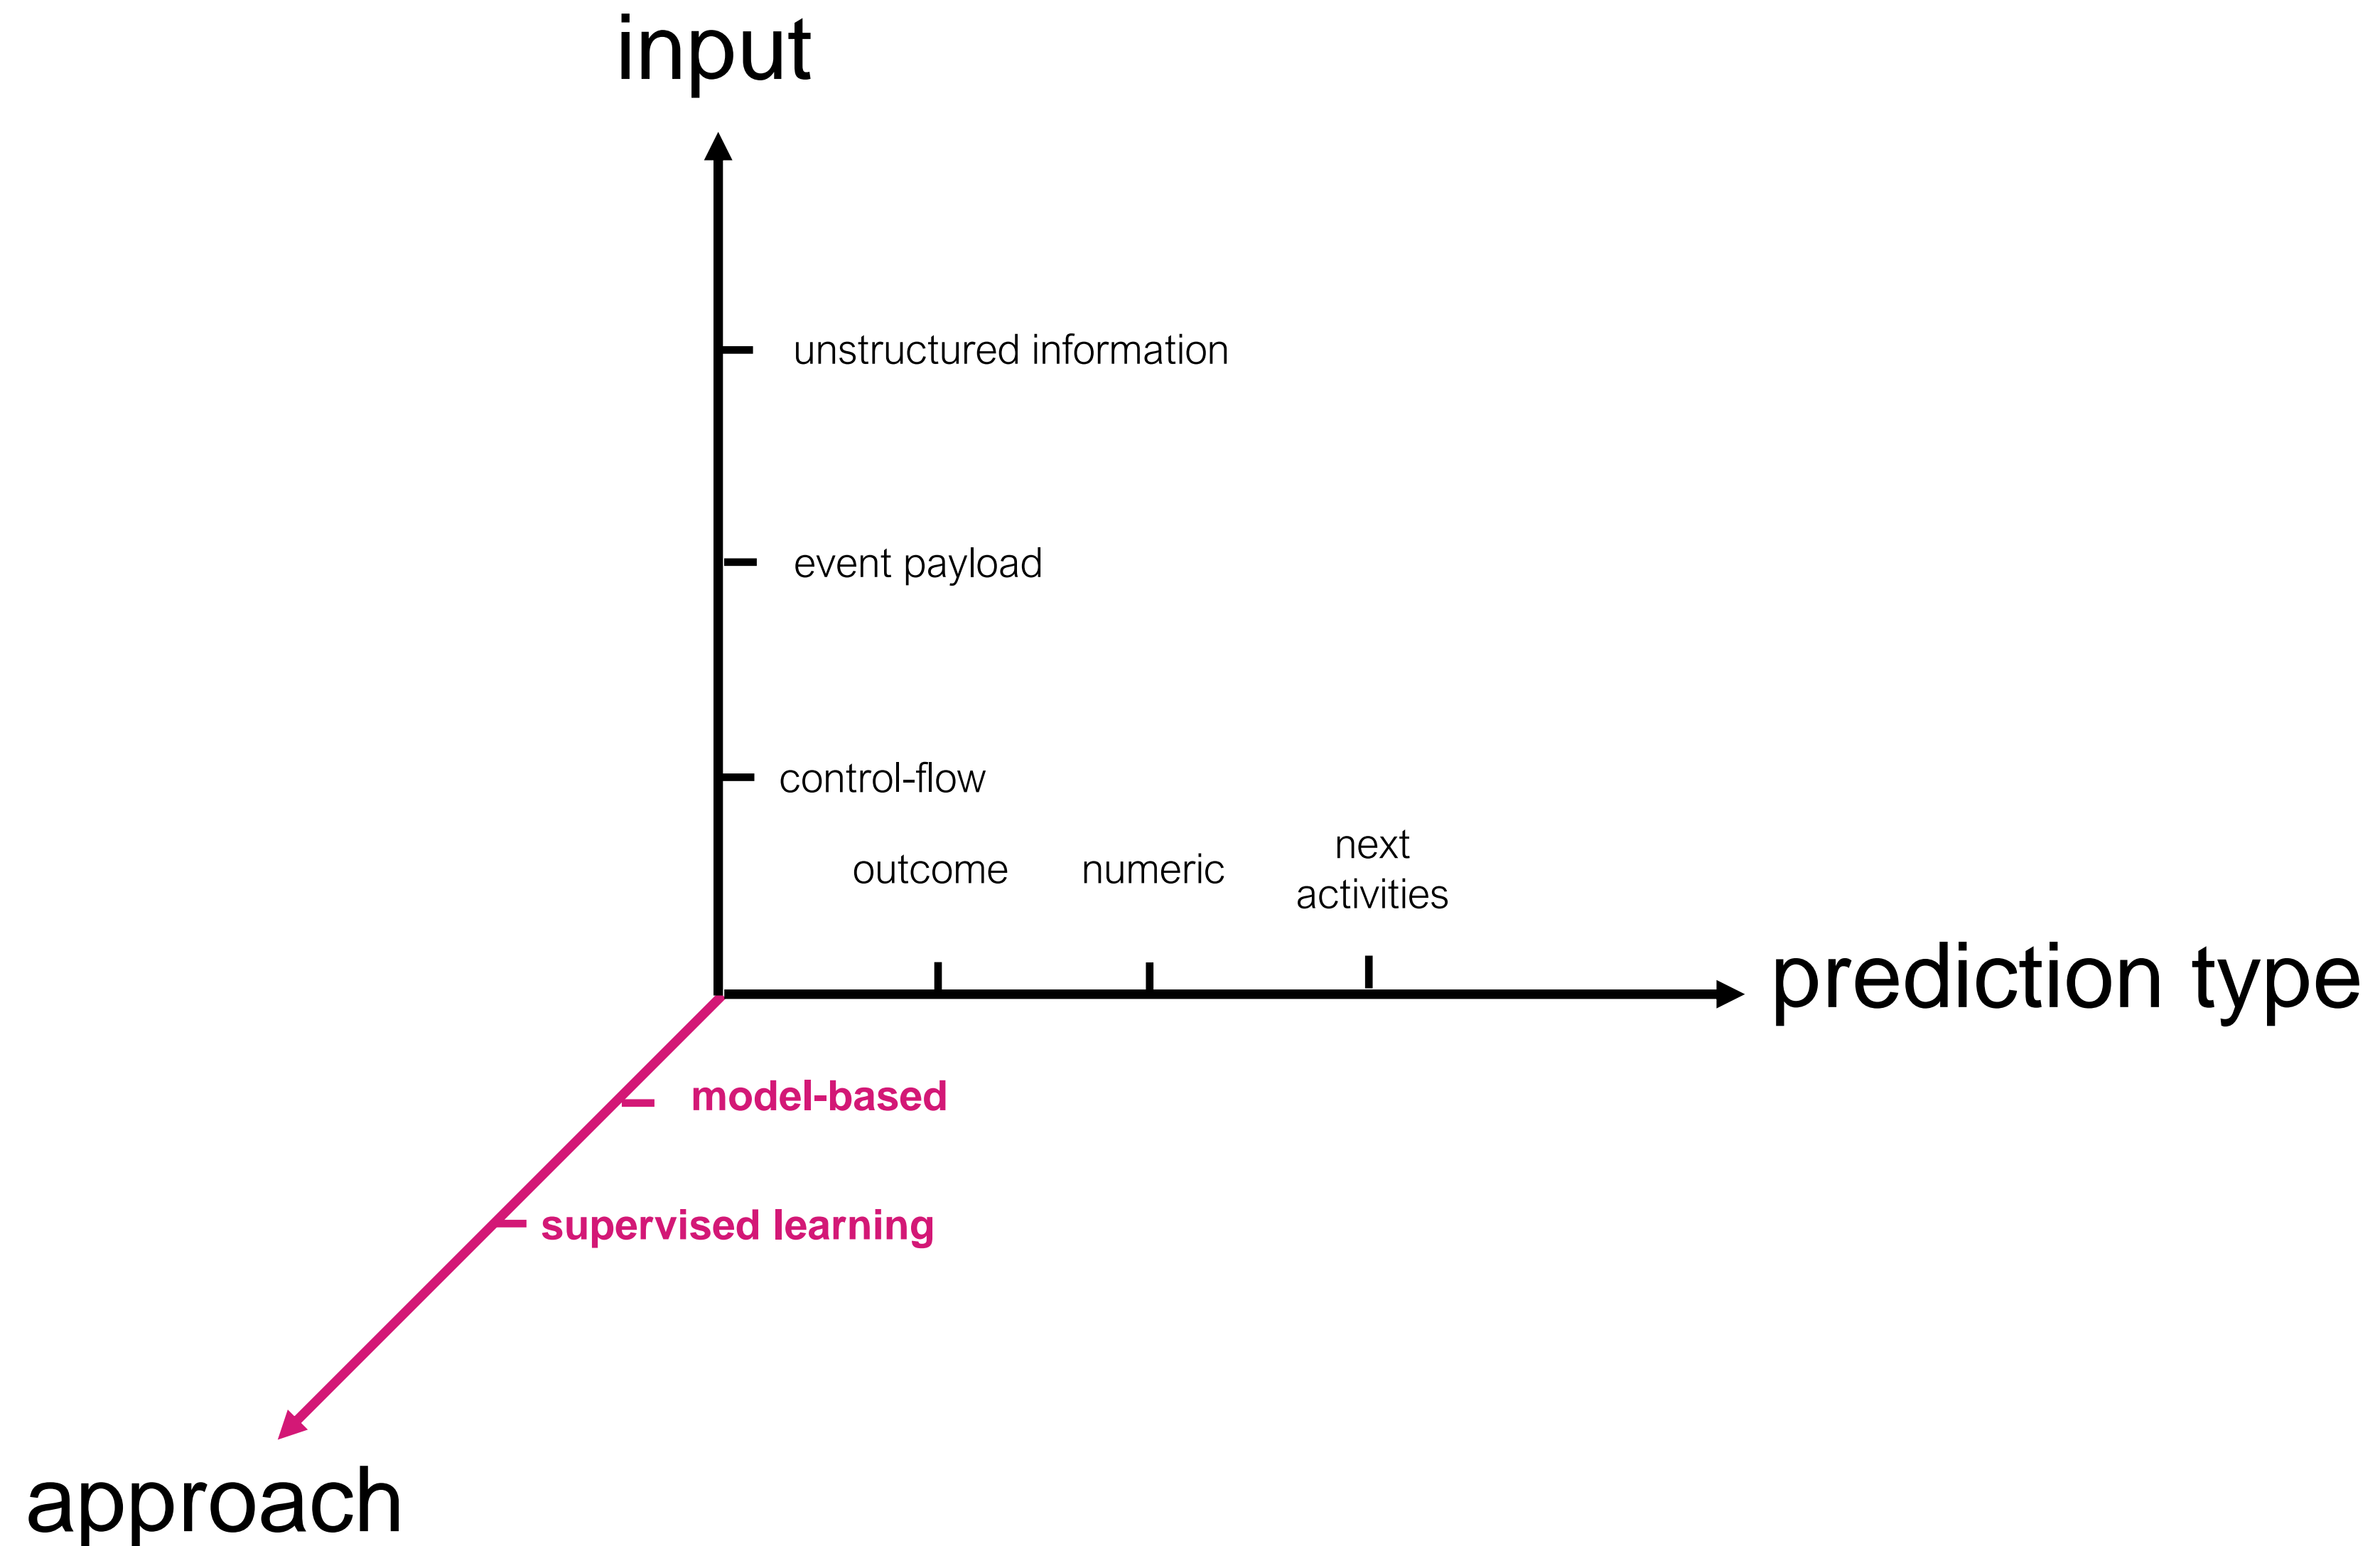 input
unstructured information
event payload
control-flow
outcome
numeric
next
activities
prediction type
model-based
supervised learning
approach